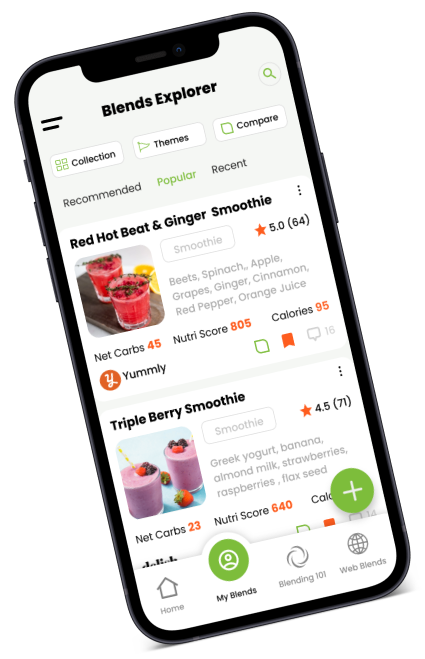 Blends Explorer
Collection
Themes
Compare
Recommended
Popular
Recent
Red Hot Beat & Ginger Smoothie
Smoothie
5.0 (64)
Beets, Spinach,, Apple,
Grapes, Ginger, Cinnamon,
Red Pepper, Orange Juice
Net Carbs 45
Nutri Score 805
Calories 95
Yummly
16
Triple Berry Smoothie
Smoothie
4.5 (71)
Greek yogurt, banana,
almond milk, strawberries,
raspberries , flax seed
Net Carbs 23
Nutri Score 640
Home
My Blends
Blending 101
Web Blends